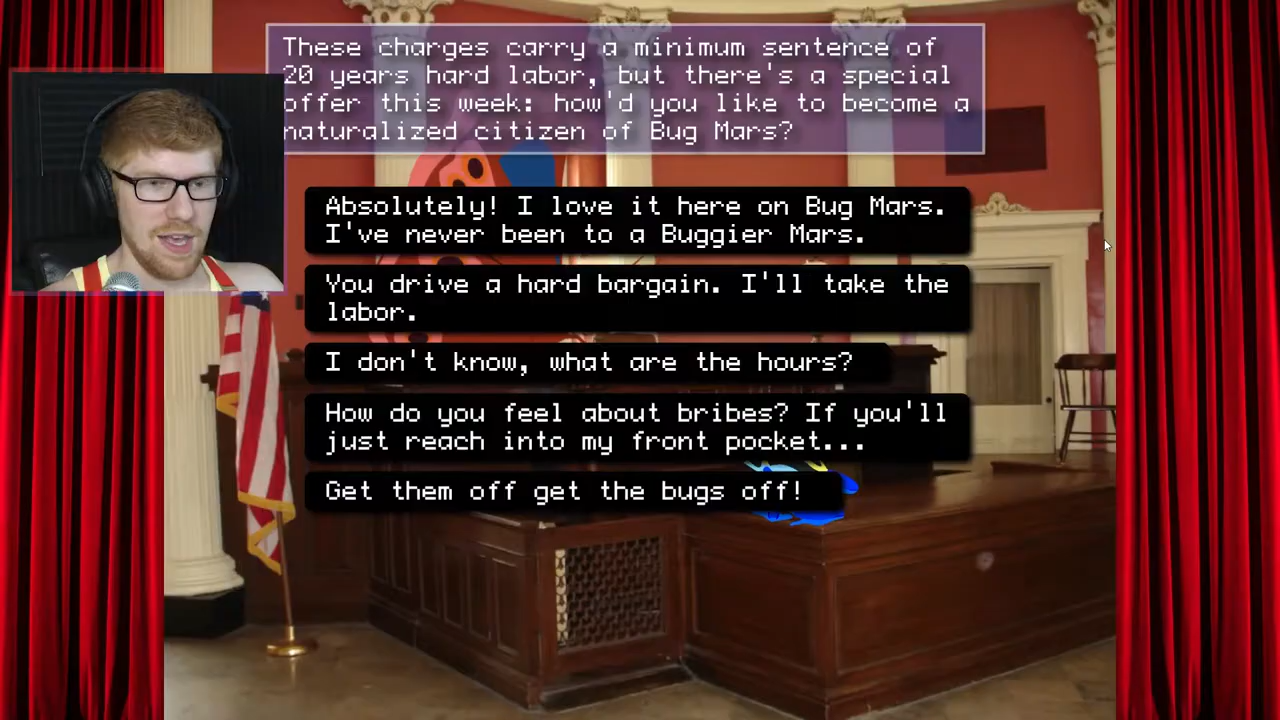 These charges carry a minimum sentence of
20 years hard labor, but there's a special
offer this week: how'd you like to become a
naturalized citizen of Bug Mars?
Absolutely! I love it here on Bug Mars.
I've never been to a Buggier Mars.
You drive a hard bargain. I'll take the
labor.
I don't know, what are the hours?
How do you feel about bribes? If you'll
just reach into my front pocket...
Get them off get the bugs off!